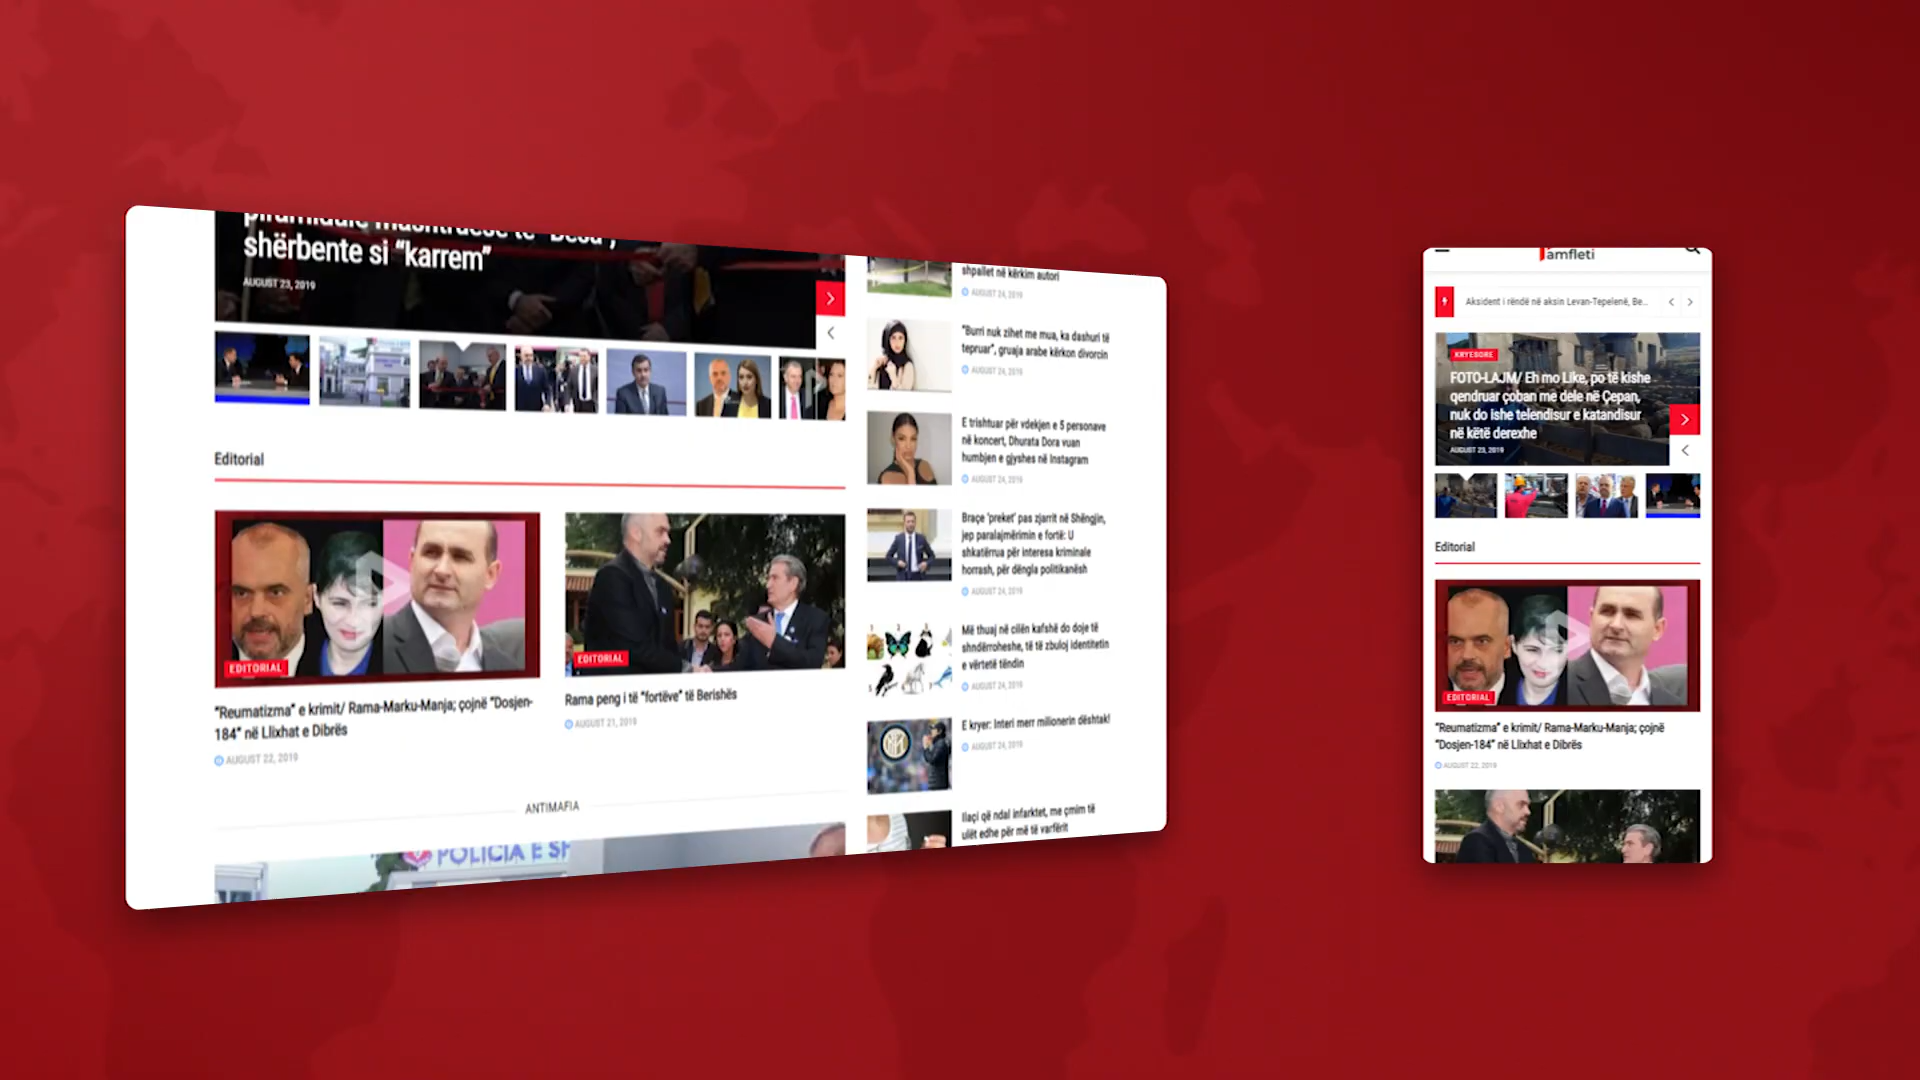 shërbente si “karrem”
AUGUST 23, 2019
Editorial
EDITORIAL
“Reumatizma” e krimit/ Rama-Marku-Manja; çojnë “Dosjen-
184” në Llixhat e Dibrës
AUGUST 22, 2019
EDITORIAL
Rama peng i të “fortëve” të Berishës
AUGUST 21, 2019
ANTIMAFIA
POLICIA E SH
shpallet në kërkim autori
AUGUST 24, 2019
“Burri nuk zihet me mua, ka dashuri të
tepruar”, gruaja arabe kërkon divorcin
AUGUST 24, 2019
E trishtuar për vdekjen e 5 personave
në koncert, Dhurata Dora vuan
humbjen e gjyshes në Instagram
AUGUST 24, 2019
Braçe ‘preket’ pas zjarrit në Shëngjin,
jep paralajmërimin e fortë: U
shkatërrua për interesa kriminale
horrash, për dëngla politikanësh
AUGUST 24, 2019
Më thuaj në cilën kafshë do doje të
shndërroheshe, të të zbuloj identitetin
e vërtetë tëndin
AUGUST 24, 2019
E kryer: Interi merr milionerin dështak!
AUGUST 24, 2019
Ilaçi që ndal infarktet, me çmim të
ulët edhe për më të varfërit
amfleti
Aksident i rëndë në aksin Levan-Tepelenë, Be...
KRYESORE
FOTO-LAJM/ Eh mo Like, po të kishe
qendruar çoban me dele në Çepan,
nuk do ishe telendisur e katandisur
në këtë derexhe
AUGUST 23, 2019
Editorial
EDITORIAL
“Reumatizma” e krimit/ Rama-Marku-Manja; çojnë
“Dosjen-184” në Llixhat e Dibrës
AUGUST 22, 2019